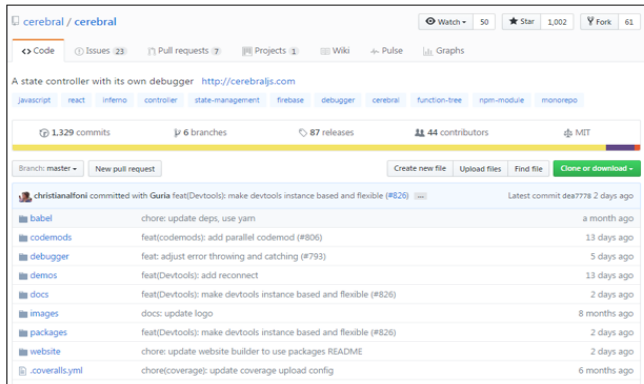 cerebral / cerebral
Watch 50 Star 1,002 Fork 61
Code Issues 23 Pull requests 7 Projects 1 Wiki Pulse Graphs
A state controller with its own debugger http://cerebraljs.com
javascript react inferno controller state-management firebase debugger cerebral function-tree npm-module monorepo
1,329 commits 6 branches 87 releases 44 contributors MIT
Branch: master New pull request Create new file Upload files Find file Clone or download
christianalfoni committed with Guria feat(Devtools): make devtools instance based and flexible (#826) ... Latest commit dea7778 2 days ago
babel chore: update deps, use yarn a month ago
codemods feat(codemods): add parallel codemod (#806) 13 days ago
debugger feat: adjust error throwing and catching (#793) 5 days ago
demos feat(Devtools): add reconnect 13 days ago
docs feat(Devtools): make devtools instance based and flexible (#826) 2 days ago
images docs: update logo 8 months ago
packages feat(Devtools): make devtools instance based and flexible (#826) 2 days ago
website chore: update website builder to use packages README 2 days ago
.coveralls.yml chore(coverage): update coverage upload config 6 months ago